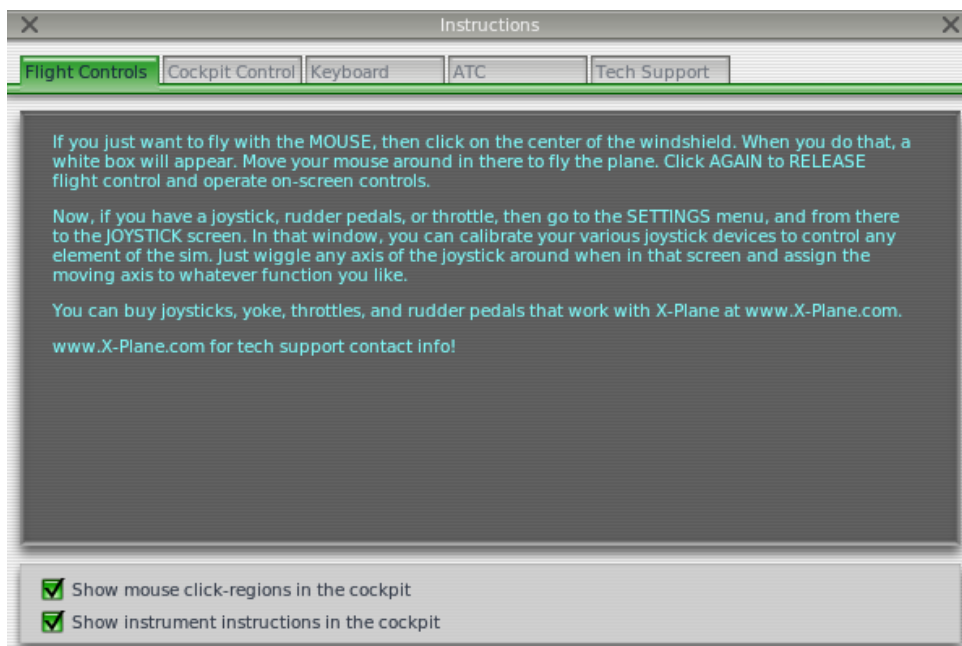 Instructions
Flight Controls Cockpit Control Keyboard ATC Tech Support
If you just want to fly with the MOUSE, then click on the center of the windshield. When you do that, a
white box will appear. Move your mouse around in there to fly the plane. Click AGAIN to RELEASE
flight control and operate on-screen controls.
Now, if you have a joystick, rudder pedals, or throttle, then go to the SETTINGS menu, and from there
to the JOYSTICK screen. In that window, you can calibrate your various joystick devices to control any
element of the sim. Just wiggle any axis of the joystick around when in that screen and assign the
moving axis to whatever function you like.
You can buy joysticks, yoke, throttles, and rudder pedals that work with X-Plane at www.X-Plane.com.
www.X-Plane.com for tech support contact info!
Show mouse click-regions in the cockpit
Show instrument instructions in the cockpit